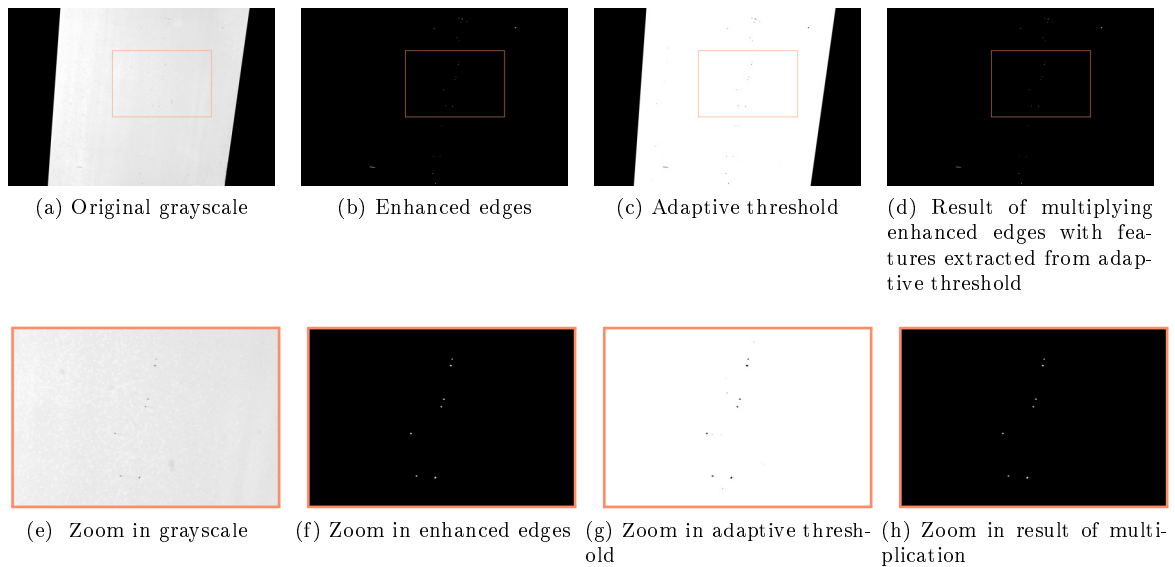 (a) Original grayscale
(b) Enhanced edges
(c) Adaptive threshold
(d) Result of multiplying
enhanced edges with fea-
tures extracted from adap-
tive threshold
(e) Zoom in grayscale
(f) Zoom in enhanced edges
(g) Zoom in adaptive thresh-
old
(h) Zoom in result of multi-
plication